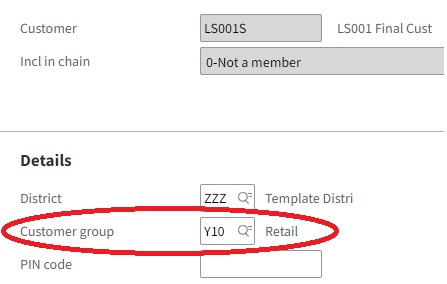 Customer LS001S LS001 Final Cust
Incl in chain 0-Not a member
Details
District ZZZ Template Distri
Customer group Y10 Retail
PIN code